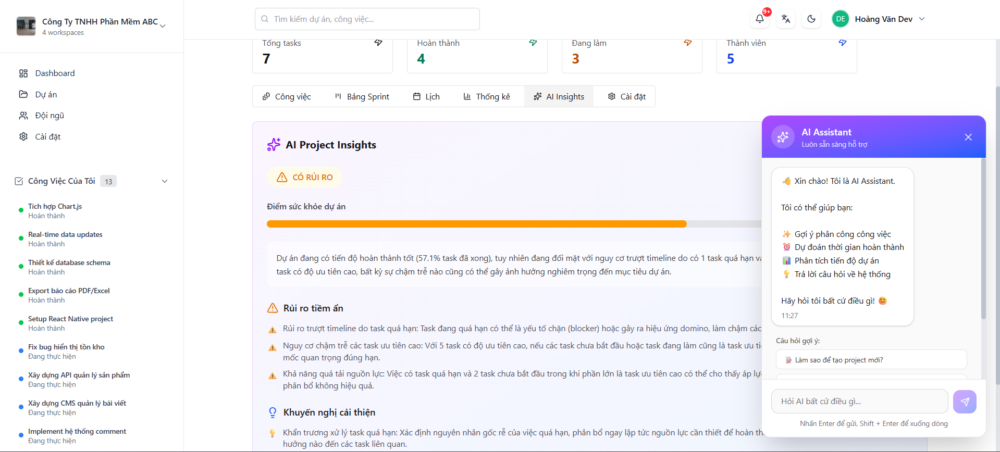 Công Ty TNHH Phần Mềm ABC
4 workspaces
Tìm kiếm dự án, công việc...
9+
DE
Hoàng Văn Dev
Dashboard
Dự án
Đội ngũ
Cài đặt
Công Việc Của Tôi 13
Tích hợp Chart.js
Hoàn thành
Real-time data updates
Hoàn thành
Thiết kế database schema
Hoàn thành
Export báo cáo PDF/Excel
Hoàn thành
Setup React Native project
Hoàn thành
Fix bug hiển thị tồn kho
Đang thực hiện
Xây dựng API quản lý sản phẩm
Đang thực hiện
Xây dựng CMS quản lý bài viết
Đang thực hiện
Implement hệ thống comment
Đang thực hiện
Tổng tasks
7
Hoàn thành
4
Đang làm
3
Thành viên
5
Công việc
Bảng Sprint
Lịch
Thống kê
AI Insights
Cài đặt
AI Project Insights
CÓ RỦI RO
Điểm sức khỏe dự án
Dự án đang có tiến độ hoàn thành tốt (57.1% task đã xong), tuy nhiên đang đối mặt với nguy cơ trượt timeline do có 1 task quá hạn
task có độ ưu tiên cao, bất kỳ sự chậm trễ nào cũng có thể gây ảnh hưởng nghiêm trọng đến mục tiêu dự án.
Rủi ro tiềm ẩn
Rủi ro trượt timeline do task quá hạn: Task đang quá hạn có thể là yếu tố chặn (blocker) hoặc gây ra hiệu ứng domino, làm chậm các
Nguy cơ chậm trễ các task ưu tiên cao: Với 5 task có độ ưu tiên cao, nếu các task chưa bắt đầu hoặc task đang làm cũng là task ưu
mốc quan trọng đúng hạn.
Khả năng quá tải nguồn lực: Việc có task quá hạn và 2 task chưa bắt đầu trong khi phần lớn là task ưu tiên cao có thể cho thấy áp
phân bổ không hiệu quả.
Khuyến nghị cải thiện
Khẩn trương xử lý task quá hạn: Xác định nguyên nhân gốc rễ của việc quá hạn, phân bổ ngay lập tức nguồn lực cần thiết để hoàn
hưởng nào đến các task liên quan.
AI Assistant
Luôn sẵn sàng hỗ trợ
👋 Xin chào! Tôi là AI Assistant.
Tôi có thể giúp bạn:
✨ Gợi ý phân công công việc
⏰ Dự đoán thời gian hoàn thành
📊 Phân tích tiến độ dự án
💡 Trả lời câu hỏi về hệ thống
Hãy hỏi tôi bất cứ điều gì! 😊
11:27
Câu hỏi gợi ý:
📝 Làm sao để tạo project mới?
Hỏi AI bất cứ điều gì...
Nhấn Enter để gửi, Shift + Enter để xuống dòng